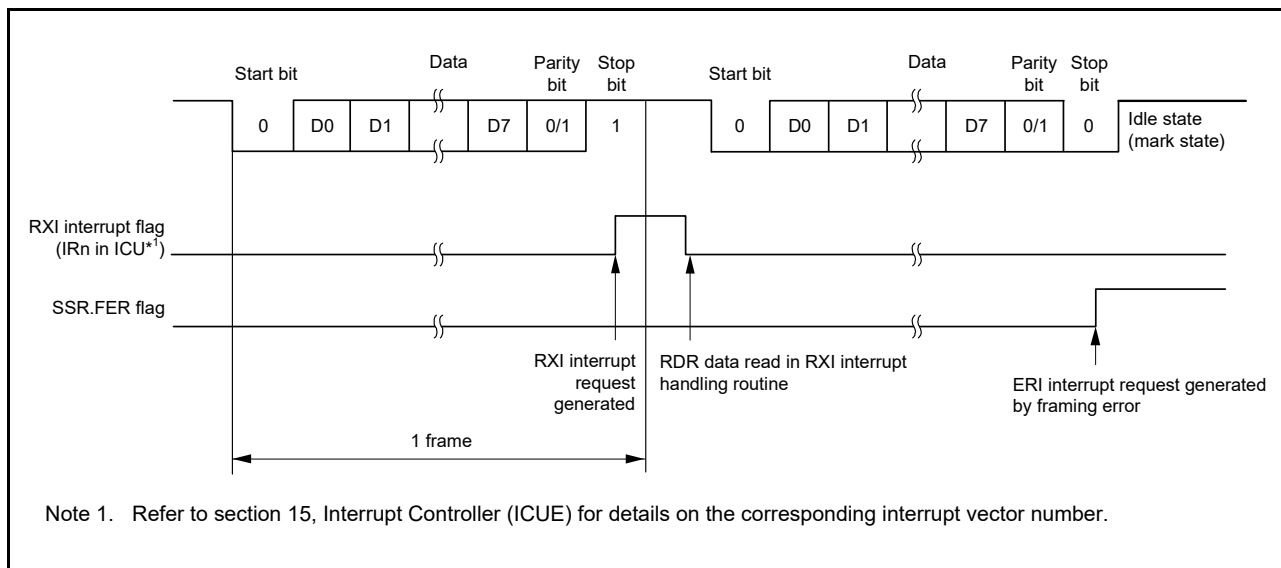 Start bit Data Parity bit Stop bit Start bit Data Parity bit Stop bit
0 D0 D1 D7 0/1 1 0 D0 D1 D7 0/1 0
Idle state
(mark state)
RXI interrupt flag
(IRn in ICU*1)
SSR.FER flag
RXI interrupt
request
generated
RDR data read in RXI interrupt
handling routine
ERI interrupt request generated
by framing error
1 frame
Note 1. Refer to section 15, Interrupt Controller (ICUE) for details on the corresponding interrupt vector number.